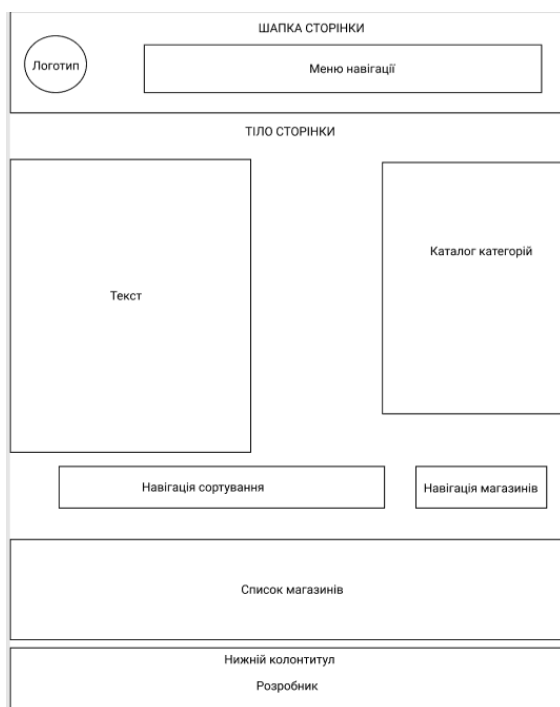 ШАПКА СТОРІНКИ
Логотип
Меню навігації
ТІЛО СТОРІНКИ
Каталог категорій
Текст
Навігація сортування
Навігація магазинів
Список магазинів
Нижній колонтитул
Розробник